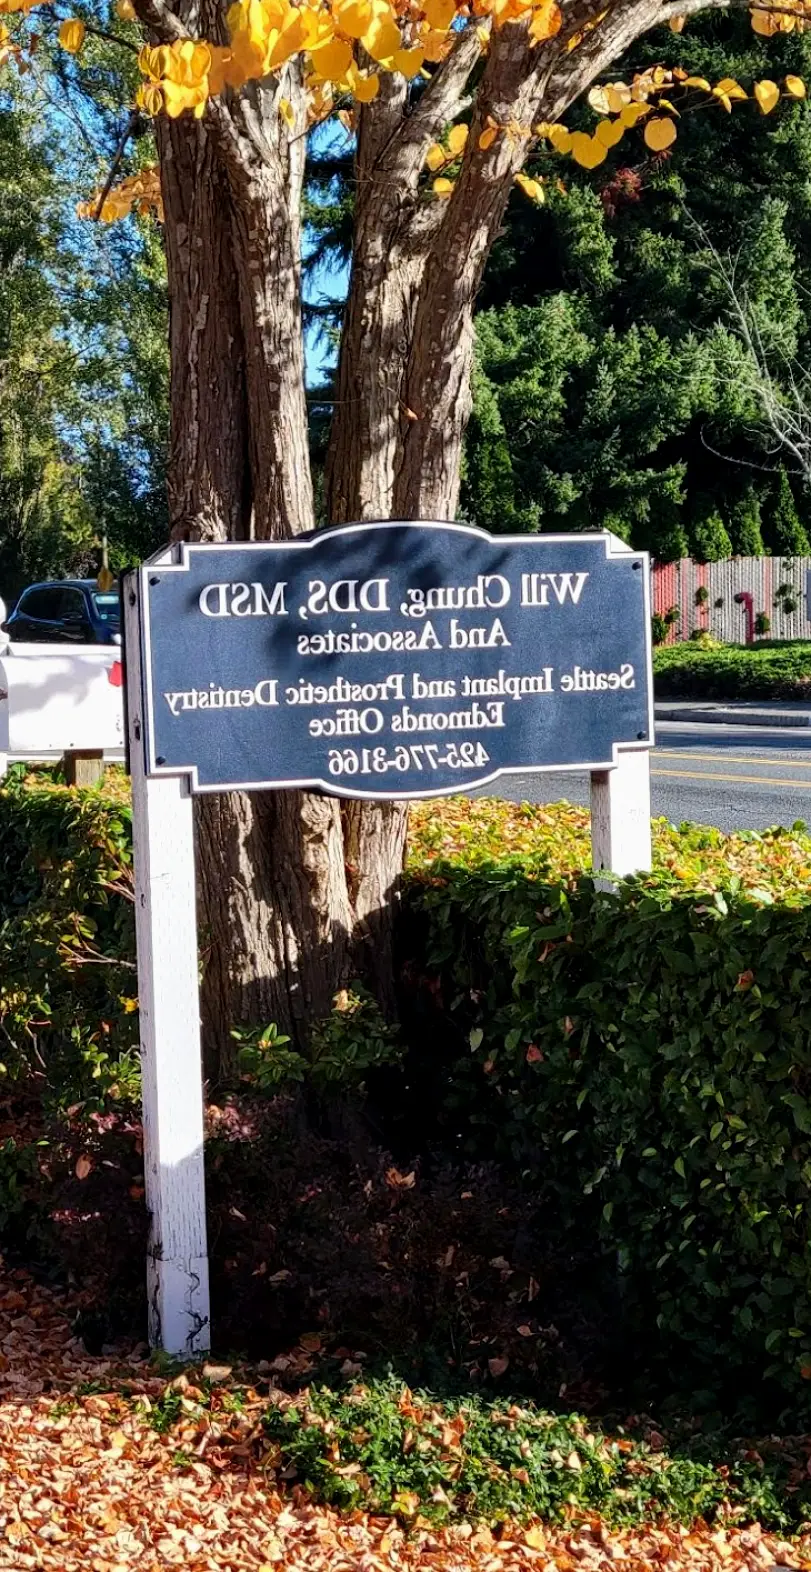 Will Chung, DDS, MSD
And Associates
Seattle Implant and Prosthetic Dentistry
Edmonds Office
425-776-3166